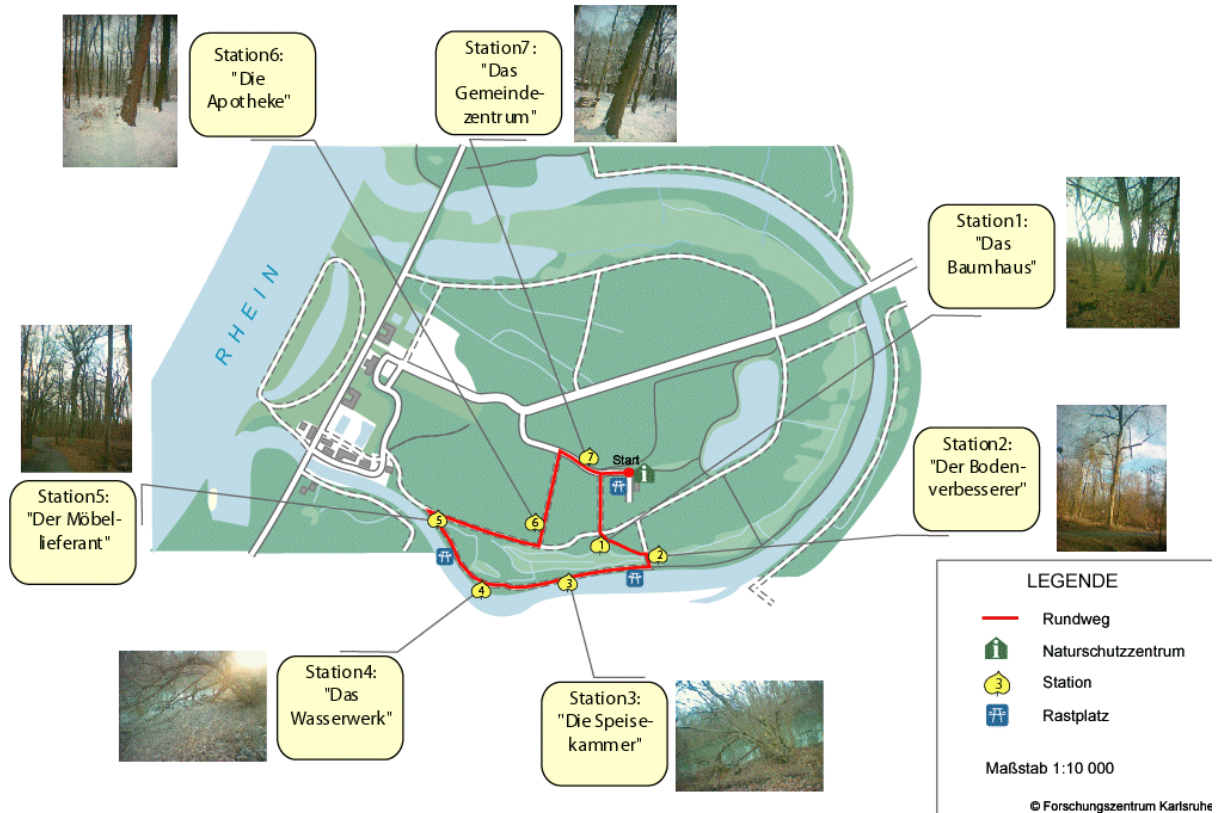 Station6:
"Die
Apotheke"
Station7:
"Das
Gemeinde-
zentrum"
Station1:
"Das
Baumhaus"
RHEIN
Station2:
"Der Boden-
verbesserer"
Station5:
"Der Möbel-
lieferant"
7
Start
i
6
5
1
2
4
3
Station4:
"Das
Wasserwerk"
Station3:
"Die Speise-
kammer"
LEGENDE
Rundweg
i Naturschutzzentrum
3 Station
Rastplatz
Maßstab 1:10 000
© Forschungszentrum Karlsruhe